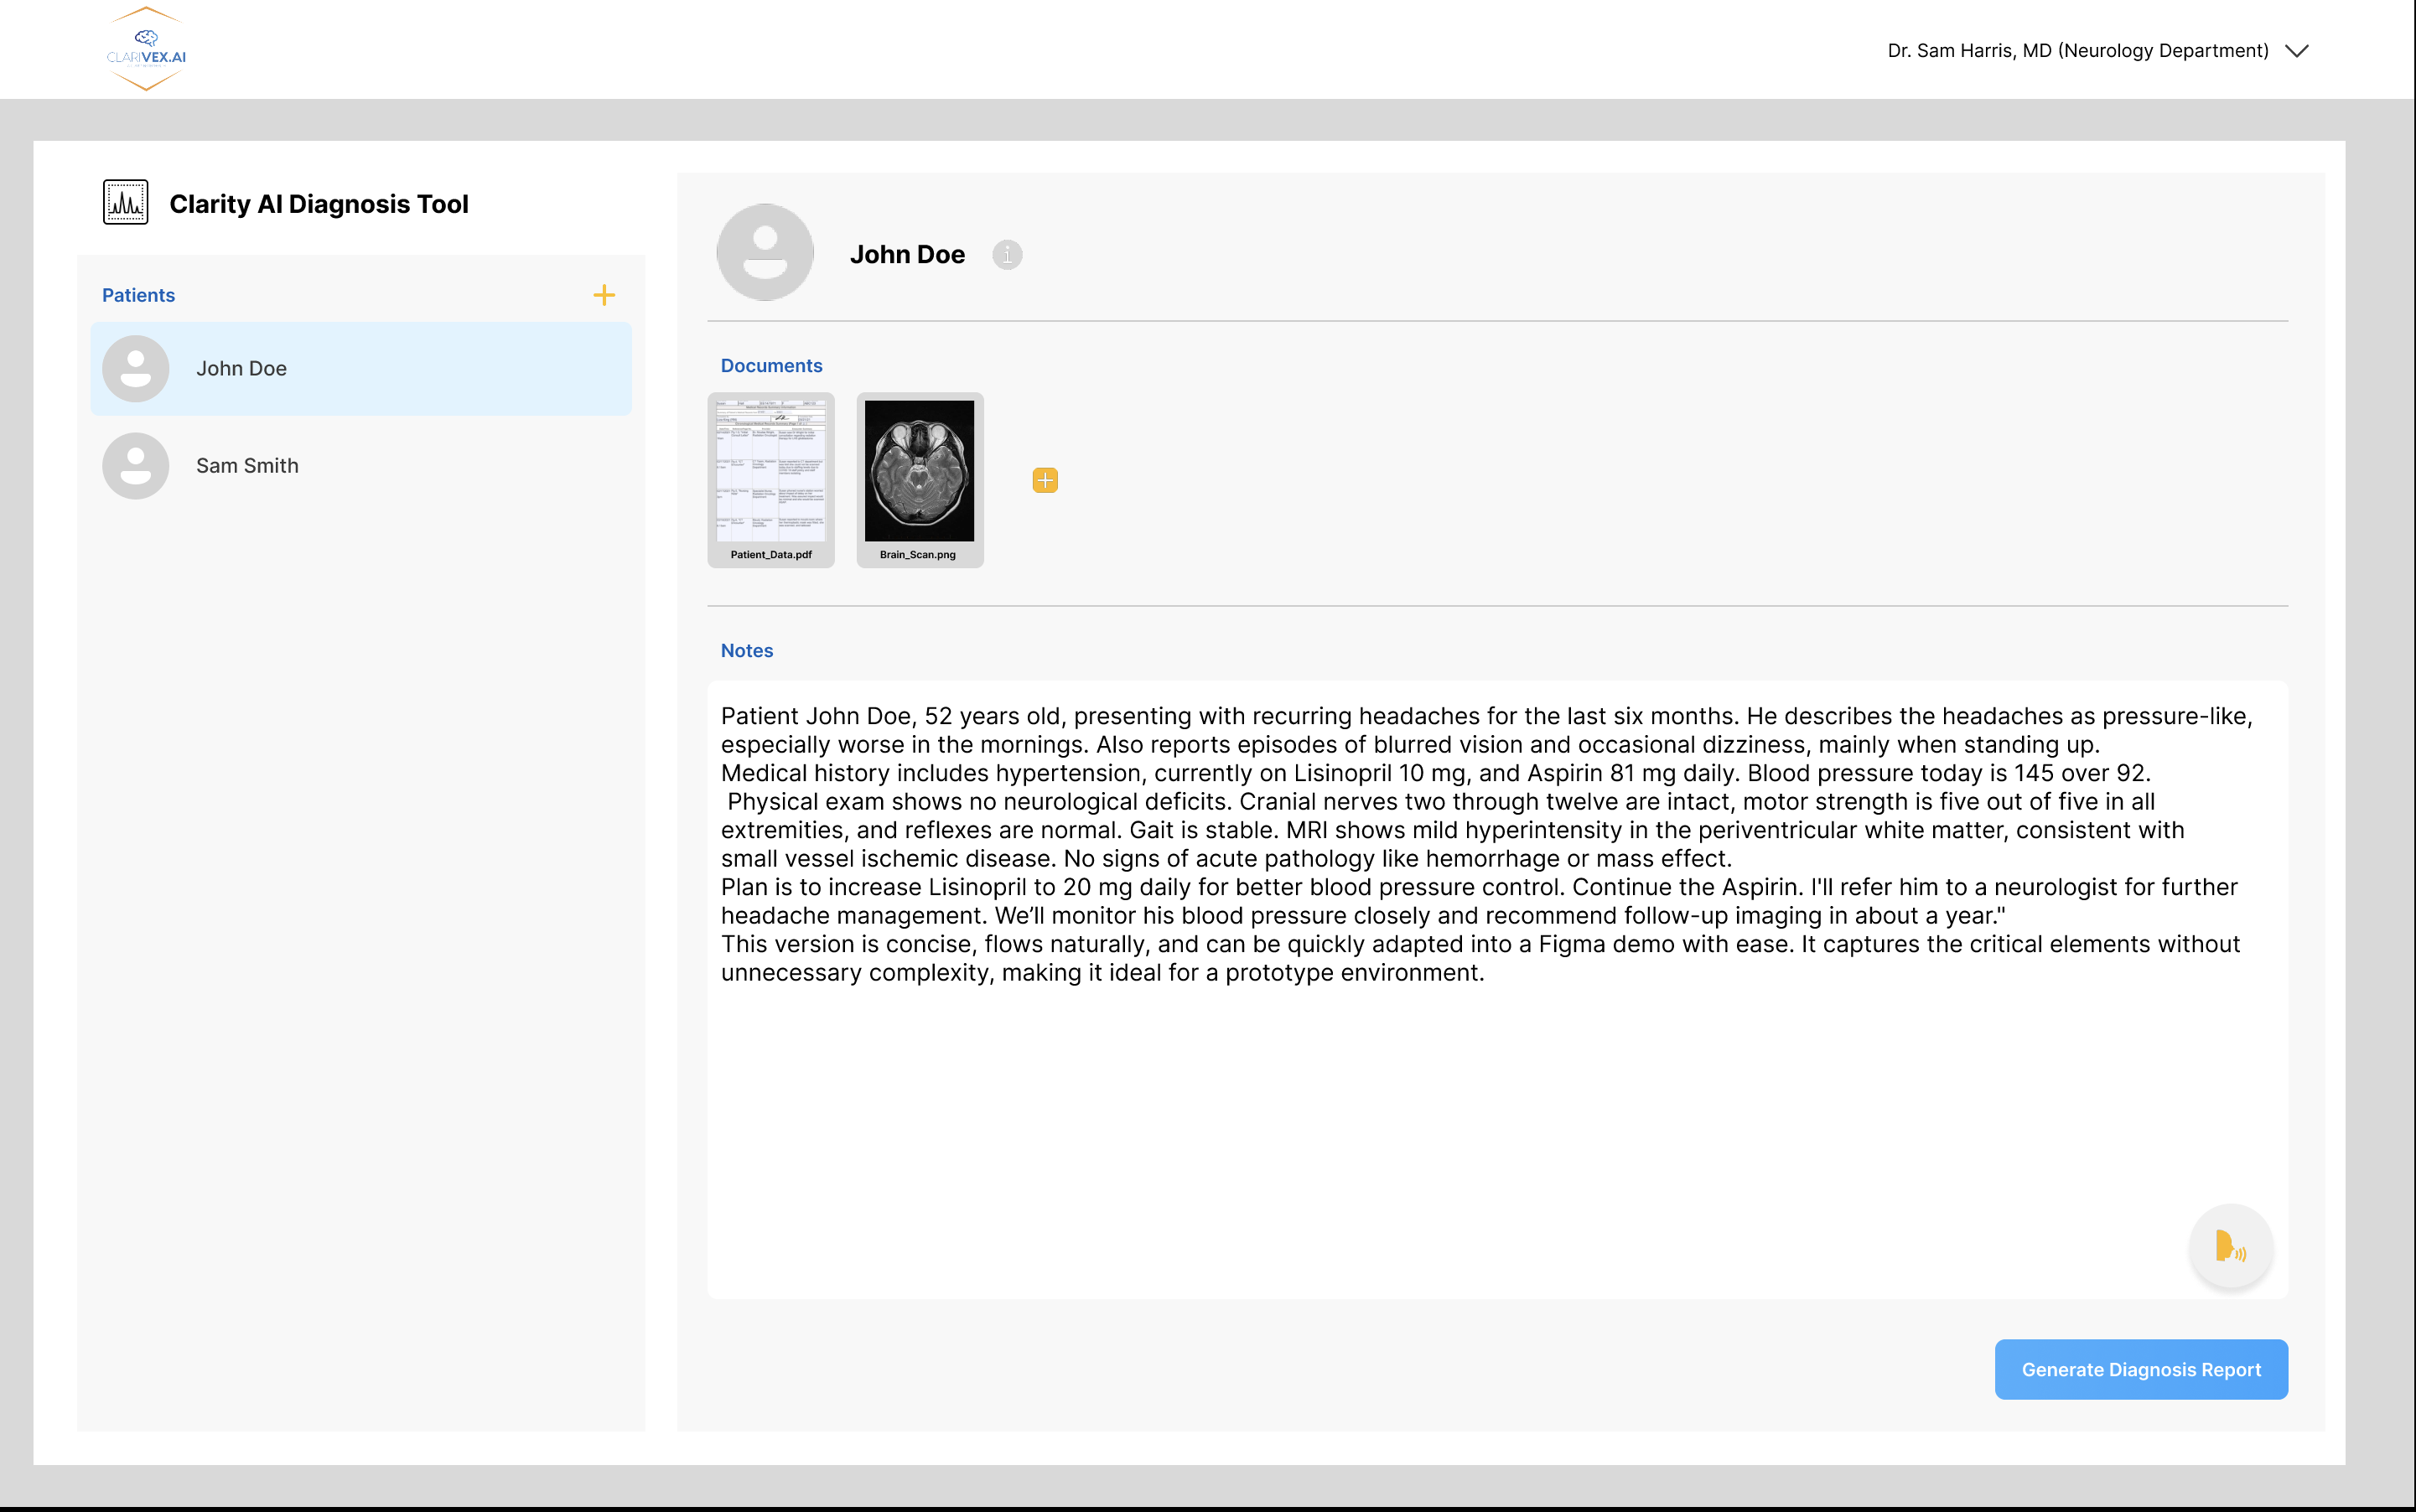 CLARIVEX.AI
Dr. Sam Harris, MD (Neurology Department)
Clarity AI Diagnosis Tool
Patients
John Doe
Sam Smith
John Doe
i
Documents
Patient_Data.pdf
Brain_Scan.png
Notes
Patient John Doe, 52 years old, presenting with recurring headaches for the last six months. He describes the headaches as pressure-like,
especially worse in the mornings. Also reports episodes of blurred vision and occasional dizziness, mainly when standing up.
Medical history includes hypertension, currently on Lisinopril 10 mg, and Aspirin 81 mg daily. Blood pressure today is 145 over 92.
Physical exam shows no neurological deficits. Cranial nerves two through twelve are intact, motor strength is five out of five in all
extremities, and reflexes are normal. Gait is stable. MRI shows mild hyperintensity in the periventricular white matter, consistent with
small vessel ischemic disease. No signs of acute pathology like hemorrhage or mass effect.
Plan is to increase Lisinopril to 20 mg daily for better blood pressure control. Continue the Aspirin. I'll refer him to a neurologist for further
headache management. We’ll monitor his blood pressure closely and recommend follow-up imaging in about a year."
This version is concise, flows naturally, and can be quickly adapted into a Figma demo with ease. It captures the critical elements without
unnecessary complexity, making it ideal for a prototype environment.
Generate Diagnosis Report